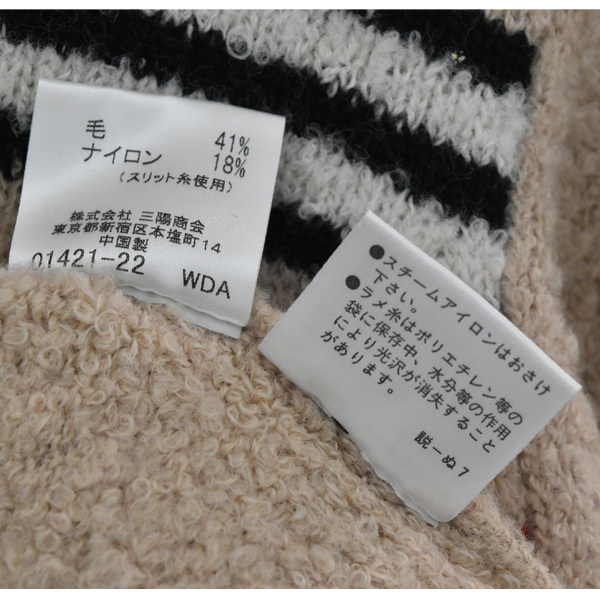 毛 41%
ナイロン 18%
(スリット糸使用)
株式会社 三陽商会
東京都新宿区本塩町14
中国製
01421-22 WDA
●スチームアイロンはおさけ
下さい。
●ラメ糸はポリエチレン等の
袋に保存中、水分等の作用
により光沢が消失すること
があります。
説ーぬ7